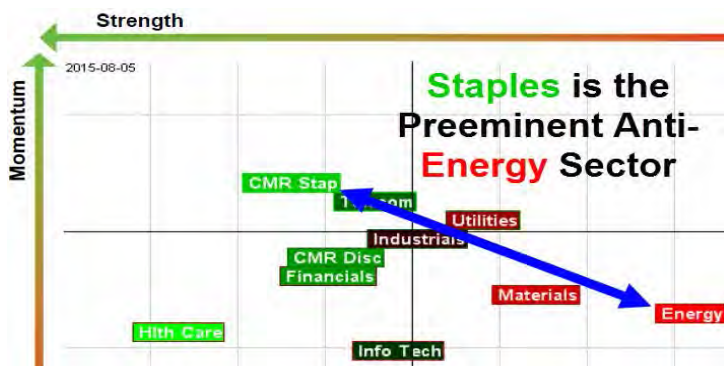 Strength
Momentum
2015-08-05
Staples is the
Preeminent Anti-
Energy Sector
CMR Stap
Utilities
Industrials
CMR Disc
Financials
Materials
Energy
Hlth Care
Info Tech